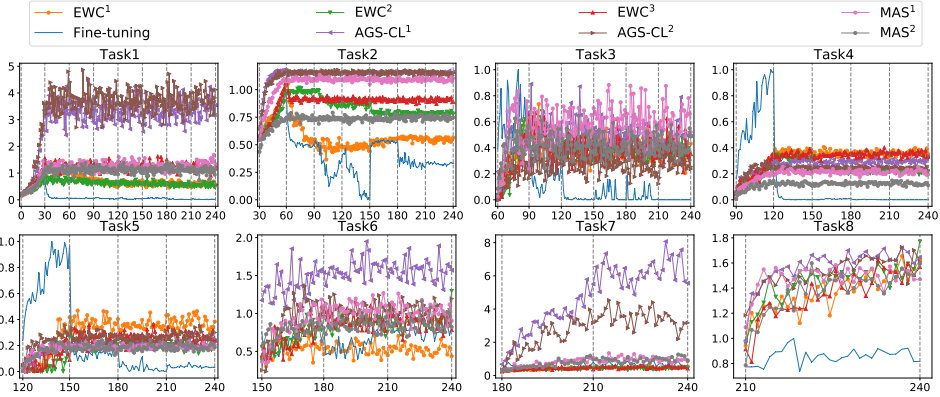 EWC1 EWC2 EWC3 MAS1
Fine-tuning AGS-CL1 AGS-CL2 MAS2
Task1 Task2 Task3 Task4
5 4 3 2 1 0
1.00 0.75 0.50 0.25 0.00
1.0 0.8 0.6 0.4 0.2 0.0
1.0 0.8 0.6 0.4 0.2 0.0
0 30 60 90 120 150 180 210 240
30 60 90 120 150 180 210 240
60 90 120 150 180 210 240
90 120 150 180 210 240
Task5 Task6 Task7 Task8
1.0 0.8 0.6 0.4 0.2 0.0
2.0 1.5 1.0 0.5
8 6 4 2 0
1.8 1.6 1.4 1.2 1.0 0.8
120 150 180 210 240
150 180 210 240
180 210 240
210 240